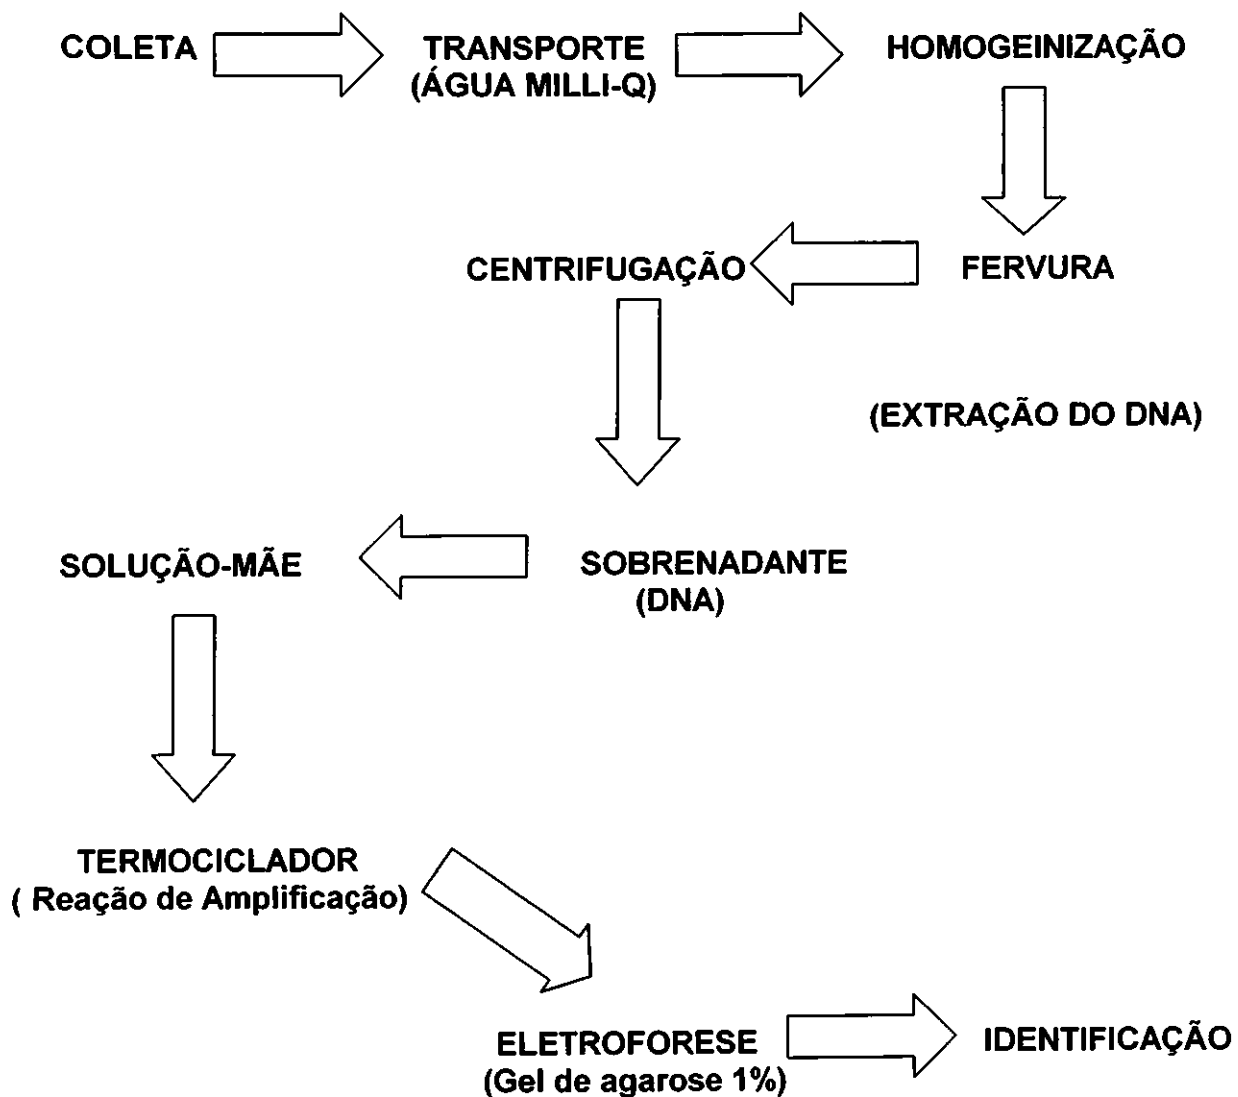 COLETA
TRANSPORTE
(ÁGUA MILLI-Q)
HOMOGEINIZAÇÃO
FERVURA
CENTRIFUGAÇÃO
(EXTRAÇÃO DO DNA)
SOBRENADANTE
(DNA)
SOLUÇÃO-MÃE
TERMOCICLADOR
( Reação de Amplificação)
ELETROFORESE
(Gel de agarose 1%)
IDENTIFICAÇÃO